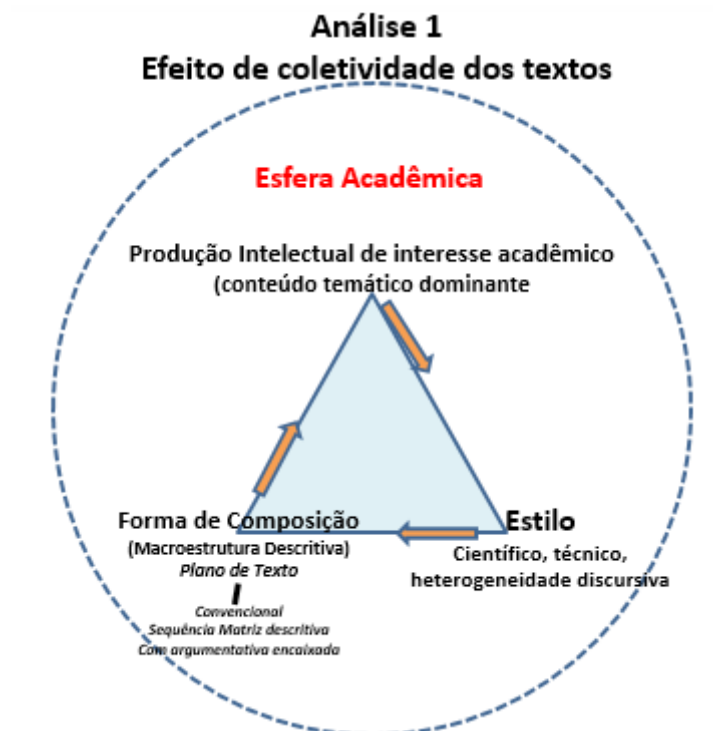 Análise 1
Efeito de coletividade dos textos
Esfera Acadêmica
Produção Intelectual de interesse acadêmico
(conteúdo temático dominante
Forma de Composição
(Macroestrutura Descritiva)
Plano de Texto
Convencional
Sequência Matriz descritiva
Com argumentativa encaixada
Estilo
Científico, técnico,
heterogeneidade discursiva